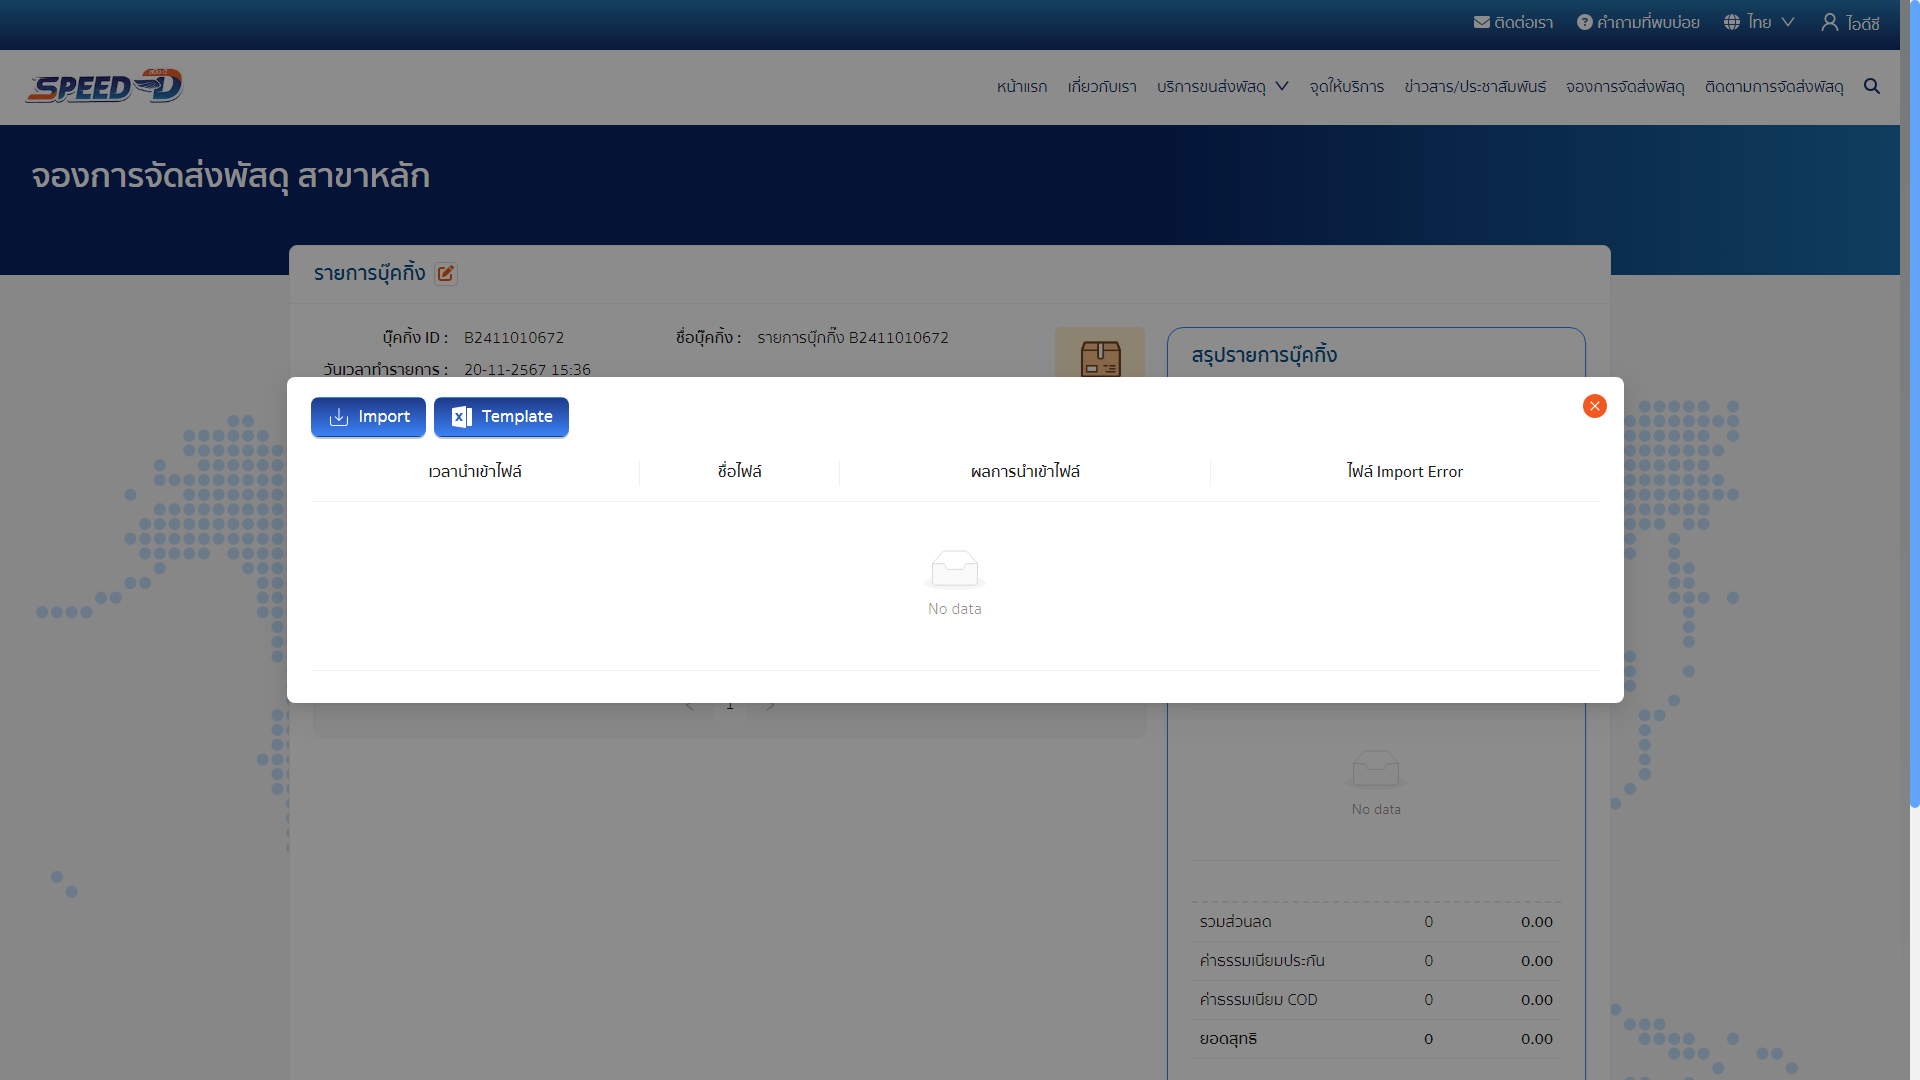 ติดต่อเรา
คำถามที่พบบ่อย
ไทย
ไอดีซี
สปีด-ดี
SPEED-D
หน้าแรก
เกี่ยวกับเรา
บริการขนส่งพัสดุ
จุดให้บริการ
ข่าวสาร/ประชาสัมพันธ์
จองการจัดส่งพัสดุ
ติดตามการจัดส่งพัสดุ
จองการจัดส่งพัสดุ สาขาหลัก
รายการบุ๊คกิ้ง
บุ๊คกิ้ง ID : B2411010672
ชื่อบุ๊คกิ้ง : รายการบุ๊กกิ๊ง B2411010672
วันเวลาทำรายการ : 20-11-2567 15:36
สรุปรายการบุ๊คกิ้ง
Import
Template
เวลานำเข้าไฟล์
ชื่อไฟล์
ผลการนำเข้าไฟล์
ไฟล์ Import Error
No data
1
No data
รวมส่วนลด 0 0.00
ค่าธรรมเนียมประกัน 0 0.00
ค่าธรรมเนียม COD 0 0.00
ยอดสุทธิ 0 0.00